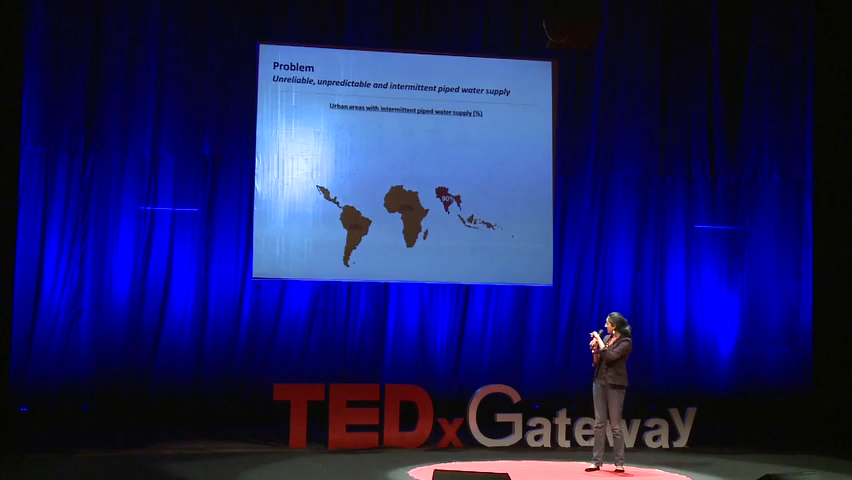 Problem
Unreliable, unpredictable and intermittent piped water supply
Urban areas with intermittent piped water supply (%)
TEDxGateway